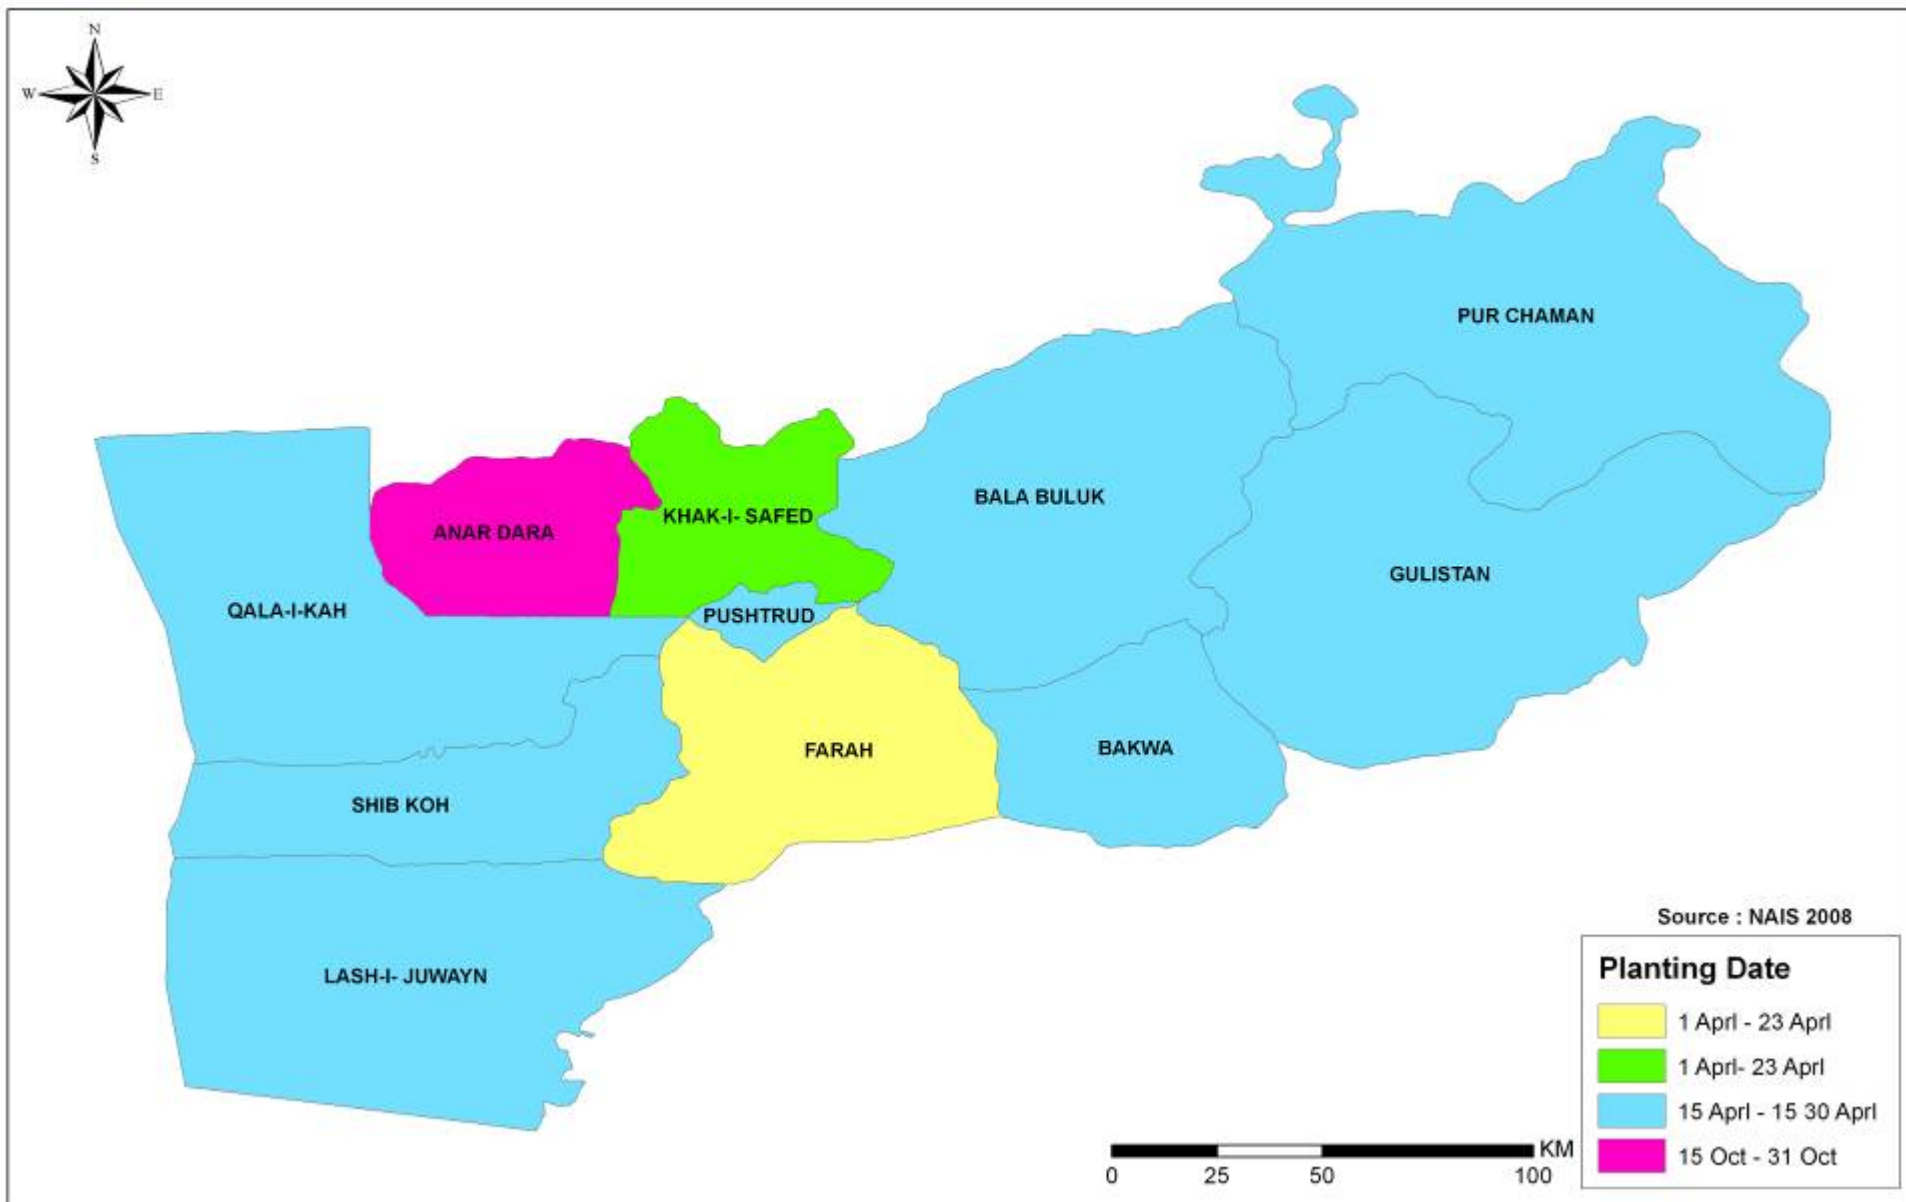 N
W E
S
PUR CHAMAN
BALA BULUK
KHAK-I- SAFED
ANAR DARA
GULISTAN
QALA-I-KAH
PUSHTRUD
FARAH
BAKWA
SHIB KOH
LASH-I- JUWAYN
Source : NAIS 2008
Planting Date
1 Aprl - 23 Aprl
1 Aprl- 23 Aprl
15 Aprl - 15 30 Aprl
15 Oct - 31 Oct
KM
0 25 50 100